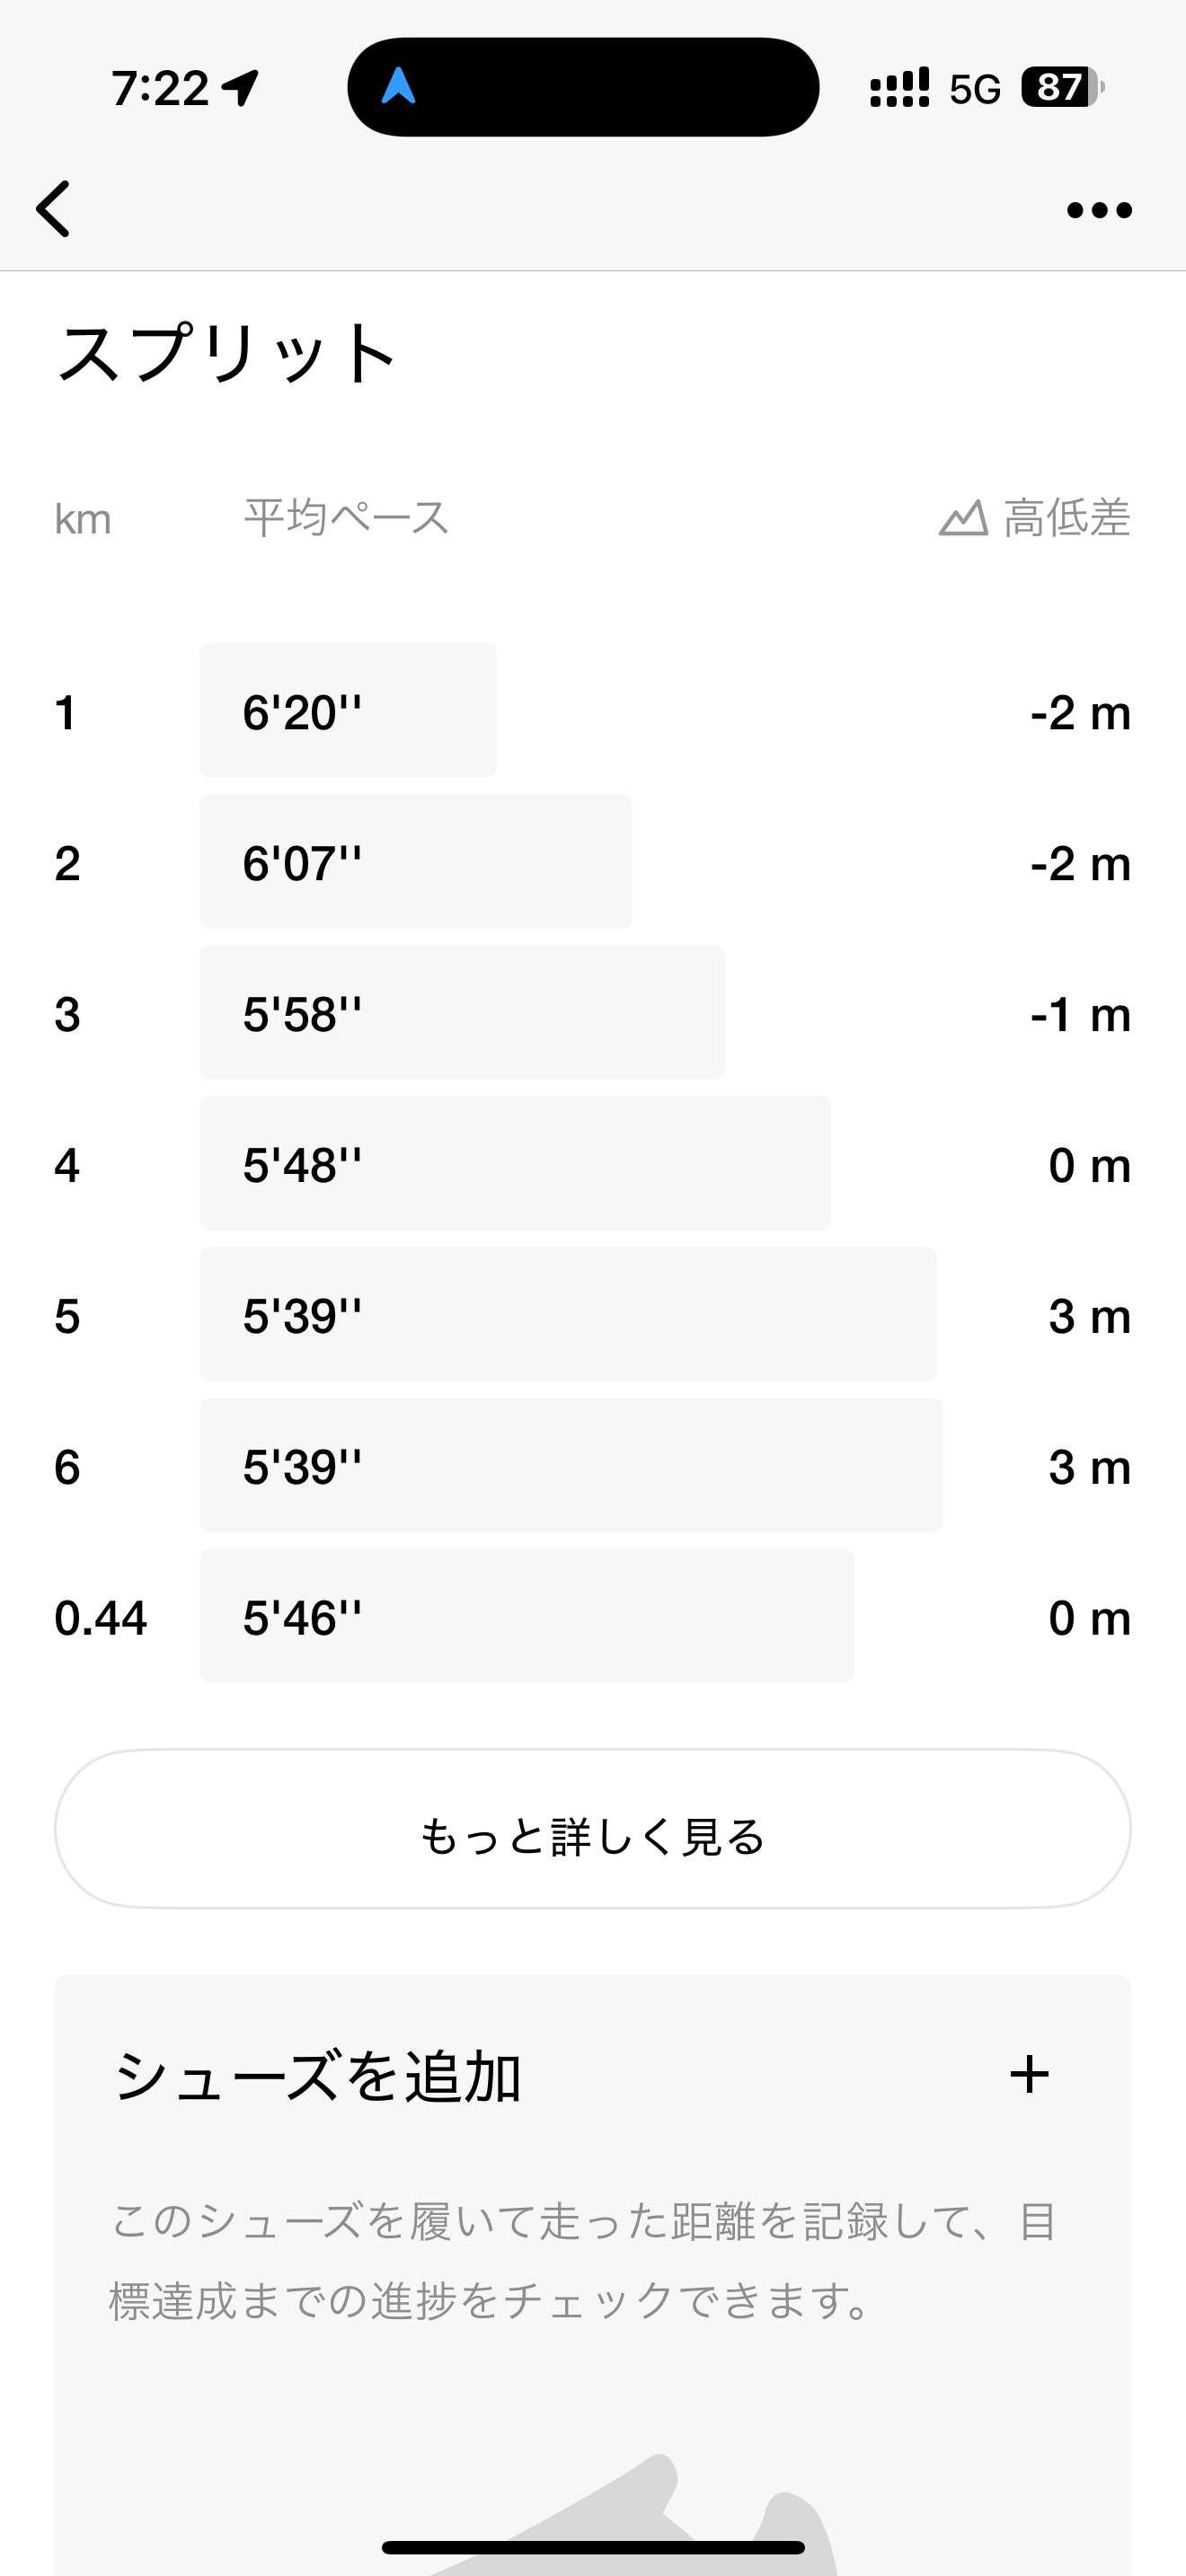 7:22 5G 87
スプリット
km 平均ペース 高低差
1 6'20'' -2 m
2 6'07'' -2 m
3 5'58'' -1 m
4 5'48'' 0 m
5 5'39'' 3 m
6 5'39'' 3 m
0.44 5'46'' 0 m
もっと詳しく見る
シューズを追加 +
このシューズを履いて走った距離を記録して、目
標達成までの進捗をチェックできます。